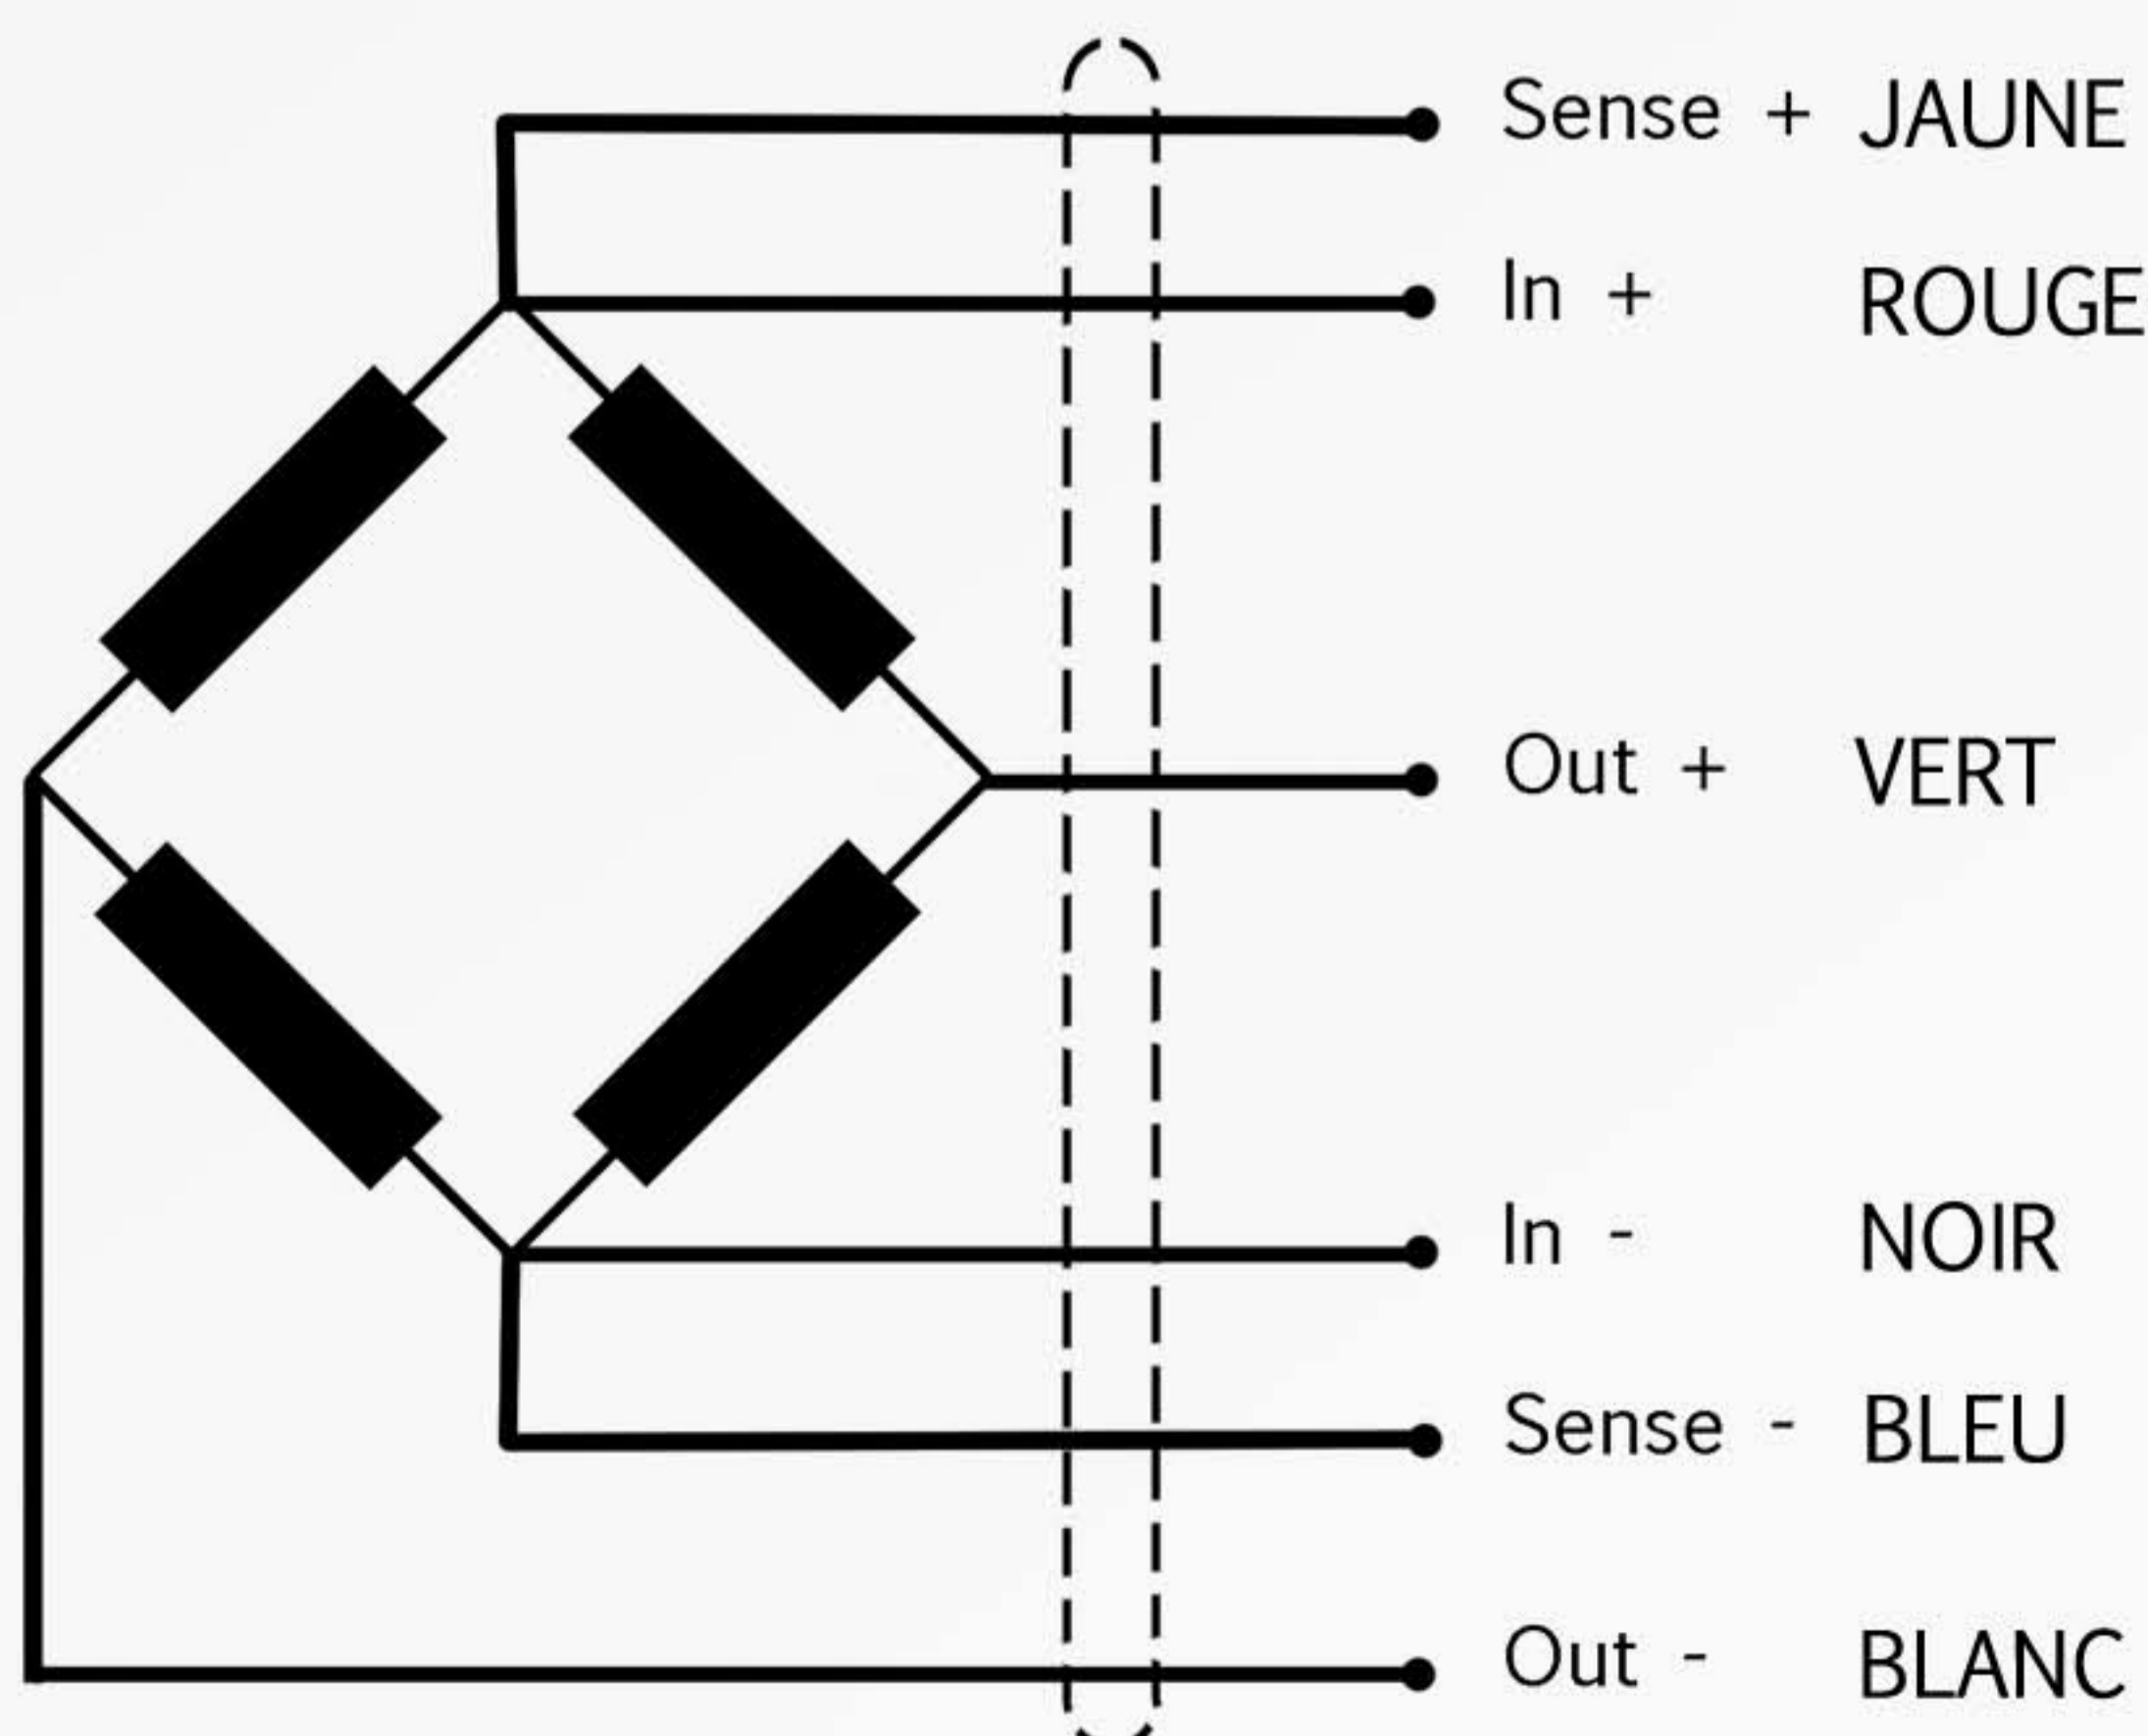 Sense + JAUNE
In + ROUGE
Out + VERT
In - NOIR
Sense - BLEU
Out - BLANC